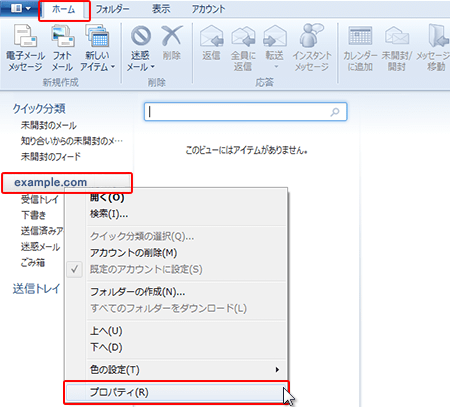 ホーム フォルダー 表示 アカウント
電子メール メッセージ
フォト メール
新しい アイテム
迷惑 メール
削除
返信
全員に 返信
転送
インスタント メッセージ
カレンダー に追加
未開封/ 開封
メッセージ 移動
新規作成 削除 応答
クイック分類
未開封のメール
知り合いからの未開封のメ…
未開封のフィード
このビューにはアイテムがありません。
example.com
受信トレイ
下書き
送信済みア
迷惑メール
ごみ箱
送信トレイ
開く(O)
検索(I)...
クイック分類の選択(Q)...
アカウントの削除(M)
既定のアカウントに設定(S)
フォルダーの作成(N)...
すべてのフォルダーをダウンロード(L)
上へ(U)
下へ(D)
色の設定(T)
プロパティ(R)